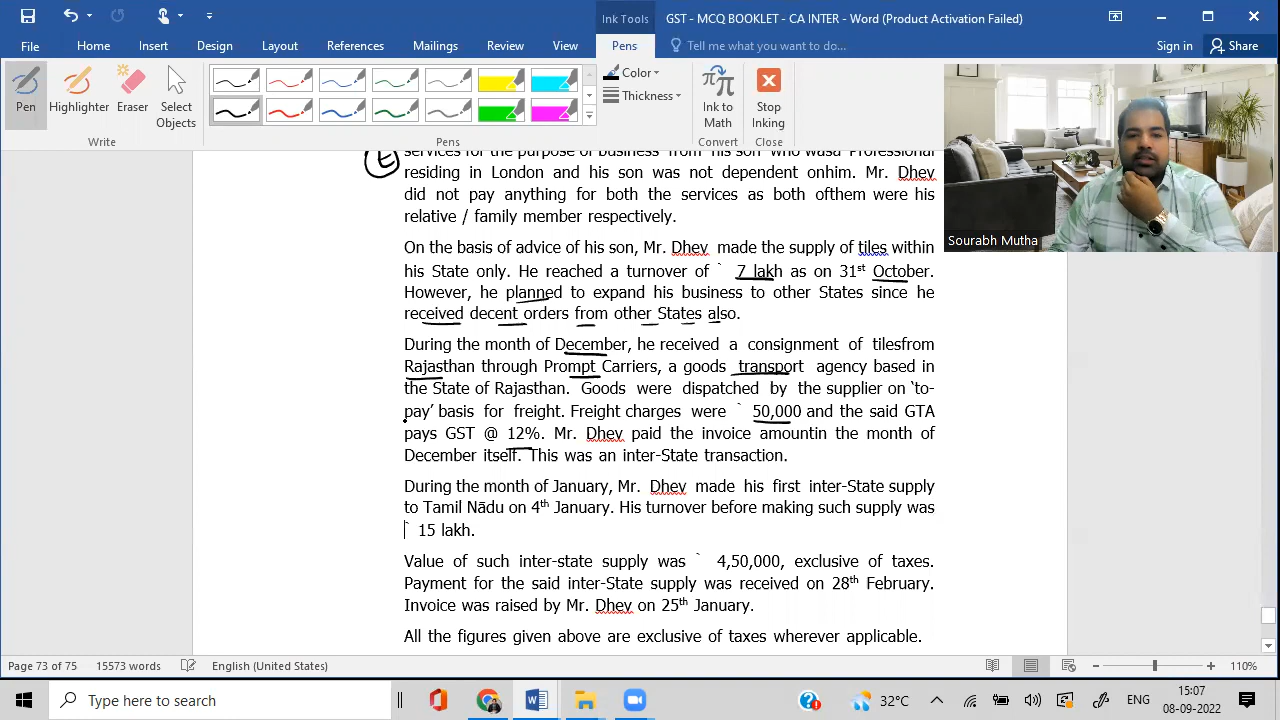 Ink Tools
GST - MCQ BOOKLET - CA INTER - Word (Product Activation Failed)
File Home Insert Design Layout References Mailings Review View Pens Tell me what you want to do... Sign in Share
Pen
Highlighter
Eraser
Select Objects
Write
Pens
Color
Thickness
Ink to Math
Convert
Stop Inking
Close
Sourabh Mutha
E
services for the purpose of business from his son who wasa Professional
residing in London and his son was not dependent onhim. Mr. Dhev
did not pay anything for both the services as both ofthem were his
relative / family member respectively.
On the basis of advice of his son, Mr. Dhev made the supply of tiles within
his State only. He reached a turnover of ` 7 lakh as on 31st October.
However, he planned to expand his business to other States since he
received decent orders from other States also.
During the month of December, he received a consignment of tilesfrom
Rajasthan through Prompt Carriers, a goods transport agency based in
the State of Rajasthan. Goods were dispatched by the supplier on ‘to-
pay’ basis for freight. Freight charges were ` 50,000 and the said GTA
pays GST @ 12%. Mr. Dhev paid the invoice amountin the month of
December itself. This was an inter-State transaction.
During the month of January, Mr. Dhev made his first inter-State supply
to Tamil Nādu on 4th January. His turnover before making such supply was
` 15 lakh.
Value of such inter-state supply was ` 4,50,000, exclusive of taxes.
Payment for the said inter-State supply was received on 28th February.
Invoice was raised by Mr. Dhev on 25th January.
All the figures given above are exclusive of taxes wherever applicable.
Page 73 of 75 15573 words English (United States) 110%
Type here to search
32°C
ENG
15:07
08-09-2022